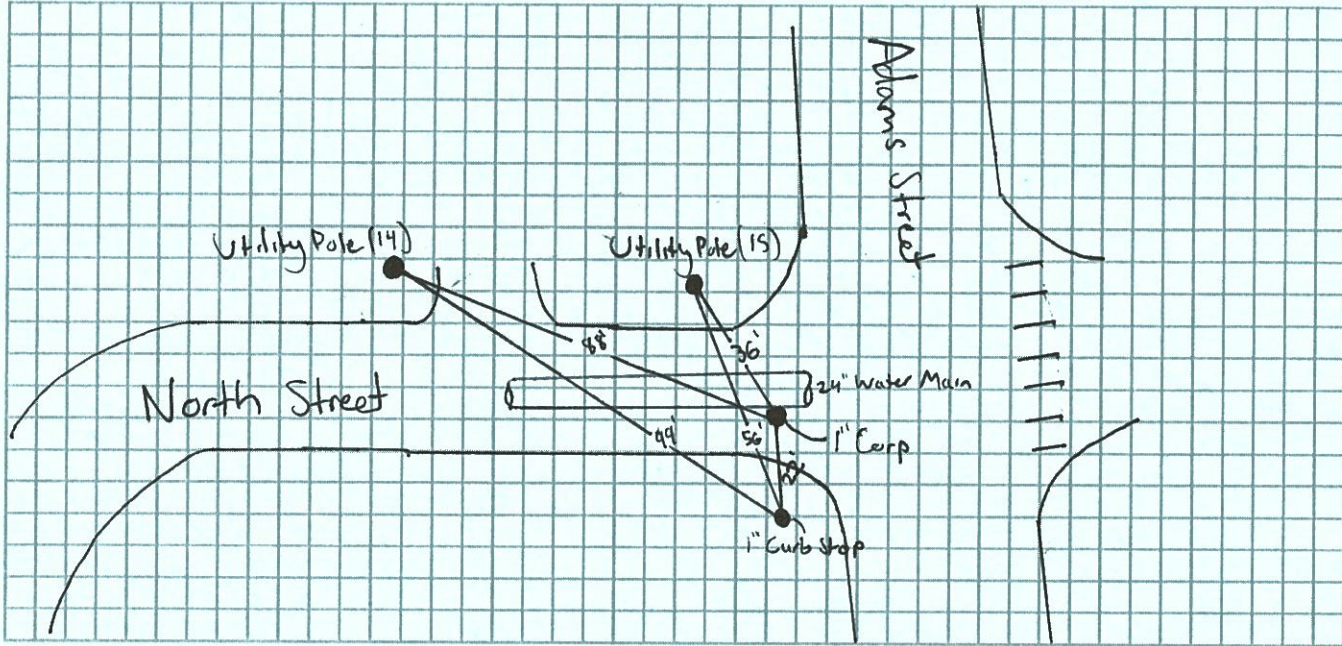 Adams Street
Utility Pole (14)
Utility Pole (15)
88'
36'
24" Water Main
North Street
99'
56'
1" Corp
1" Curb Stop